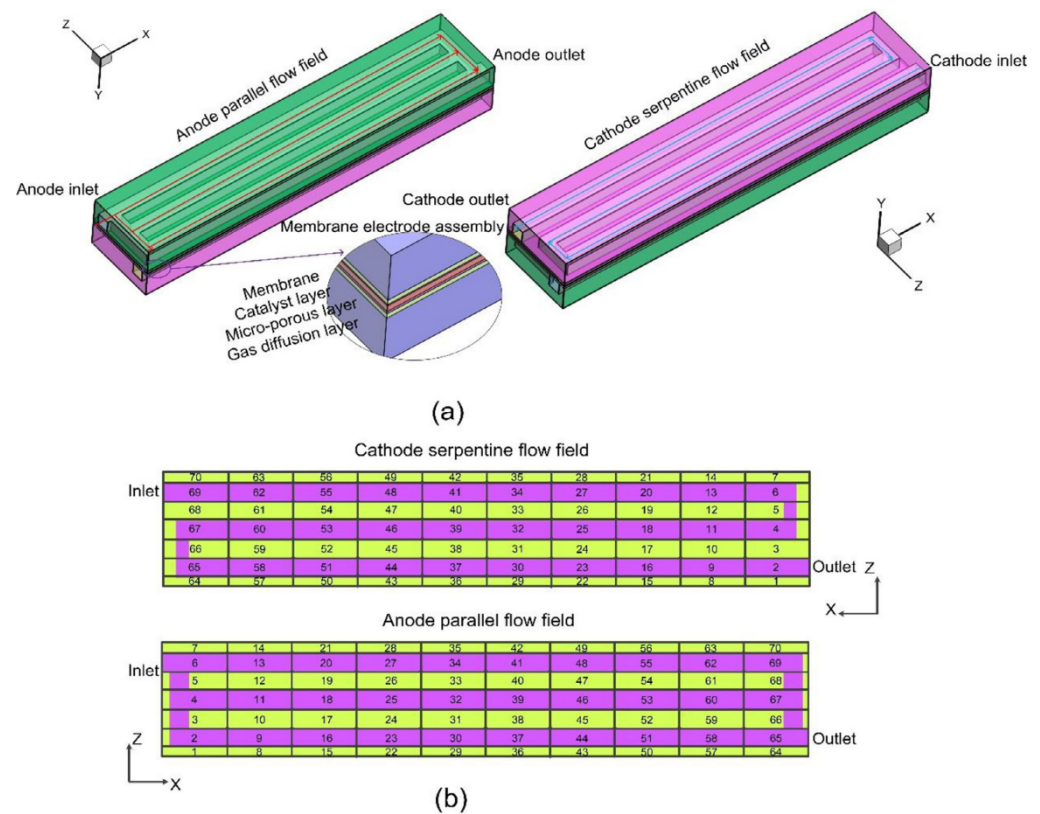 Z
X
Y
Anode parallel flow field
Anode outlet
Anode inlet
Cathode serpentine flow field
Cathode inlet
Cathode outlet
Membrane electrode assembly
Membrane
Catalyst layer
Micro-porous layer
Gas diffusion layer
Y
X
Z
(a)
Cathode serpentine flow field
70 63 56 49 42 35 28 21 14 7
Inlet 69 62 55 48 41 34 27 20 13 6
68 61 54 47 40 33 26 19 12 5
67 60 53 46 39 32 25 18 11 4
66 59 52 45 38 31 24 17 10 3
65 58 51 44 37 30 23 16 9 2 Outlet
64 57 50 43 36 29 22 15 8 1
Z
X
Anode parallel flow field
7 14 21 28 35 42 49 56 63 70
Inlet 6 13 20 27 34 41 48 55 62 69
5 12 19 26 33 40 47 54 61 68
4 11 18 25 32 39 46 53 60 67
3 10 17 24 31 38 45 52 59 66
2 9 16 23 30 37 44 51 58 65 Outlet
1 8 15 22 29 36 43 50 57 64
Z
X
(b)